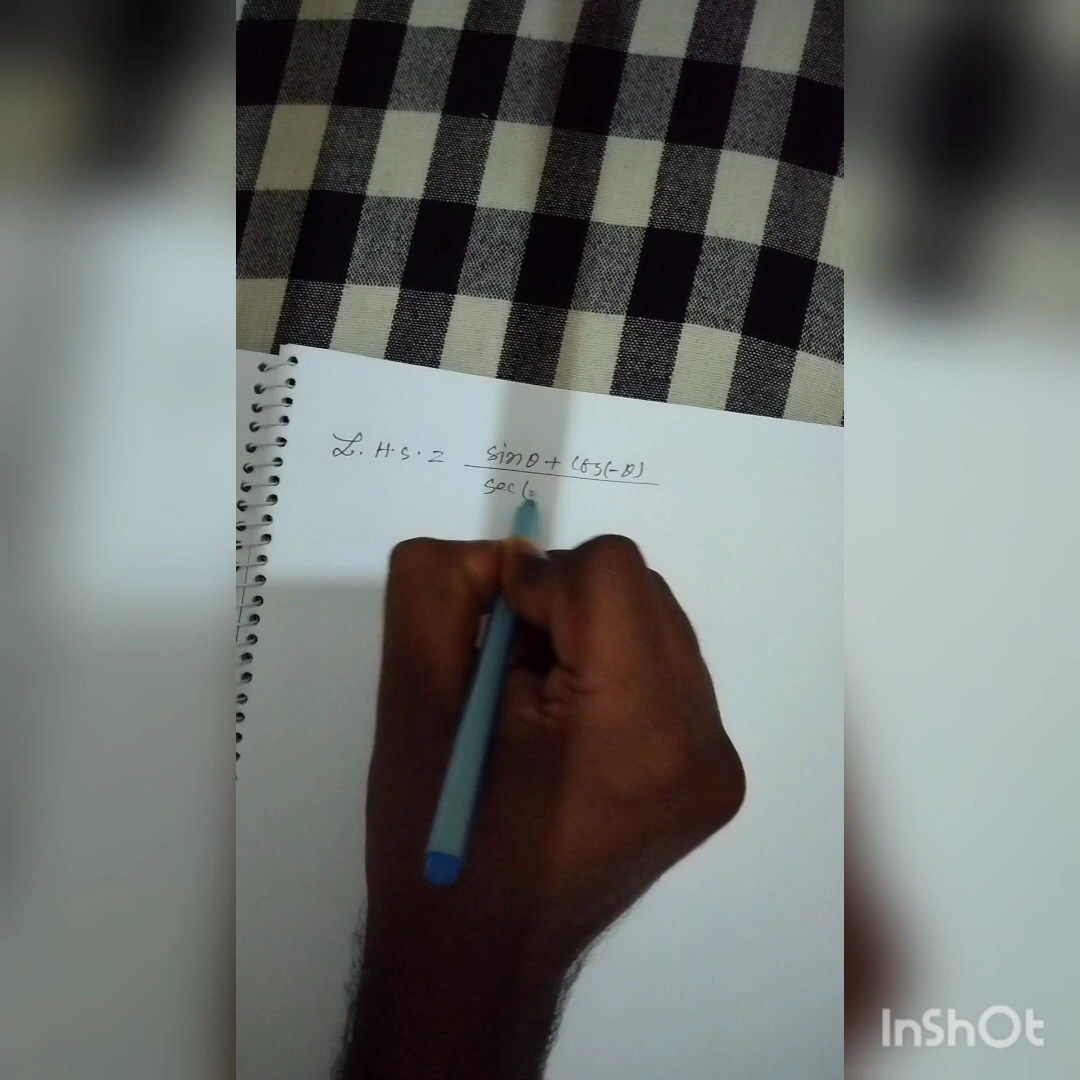 L.H.S. = sinθ + cos(-θ)
sec(-
InShOt